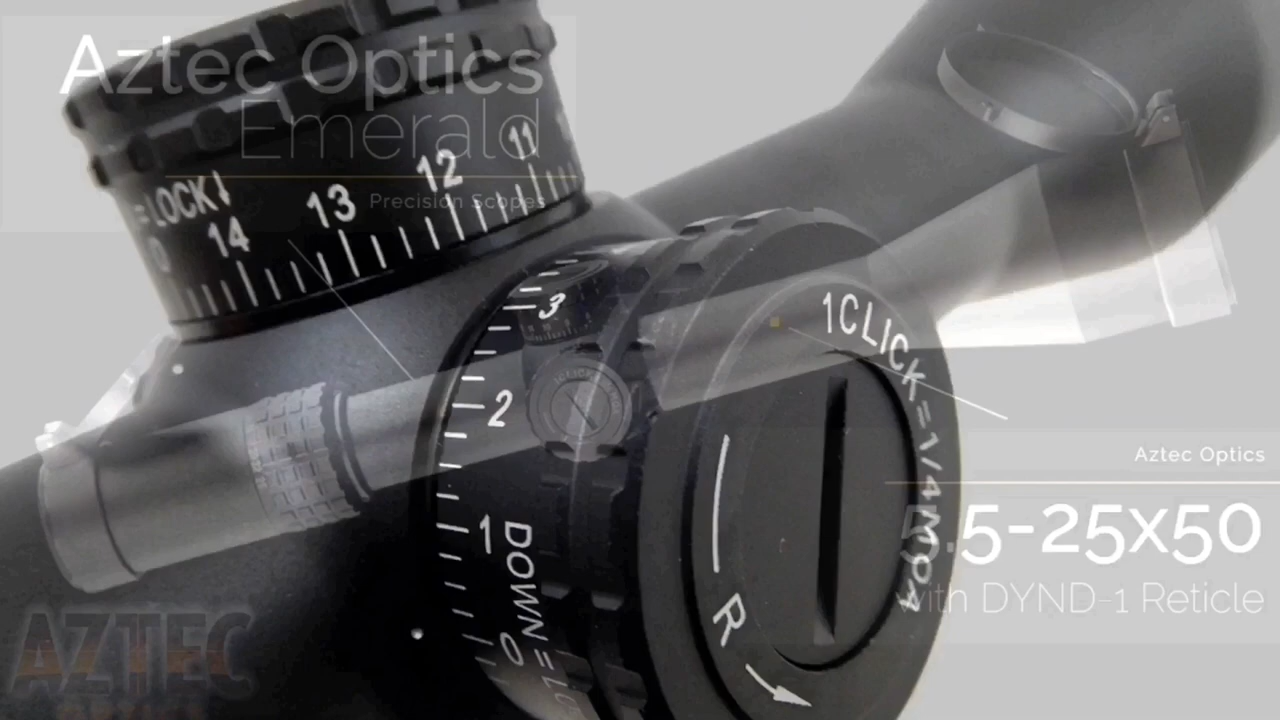 Aztec Optics
Emerald
Precision Scopes
LOCK
14
13
12
11
3
2
1
0
DOWN=
1CLICK=1/4MOA
R
Aztec Optics
.5-25x50
with DYND-1 Reticle
AZTEC